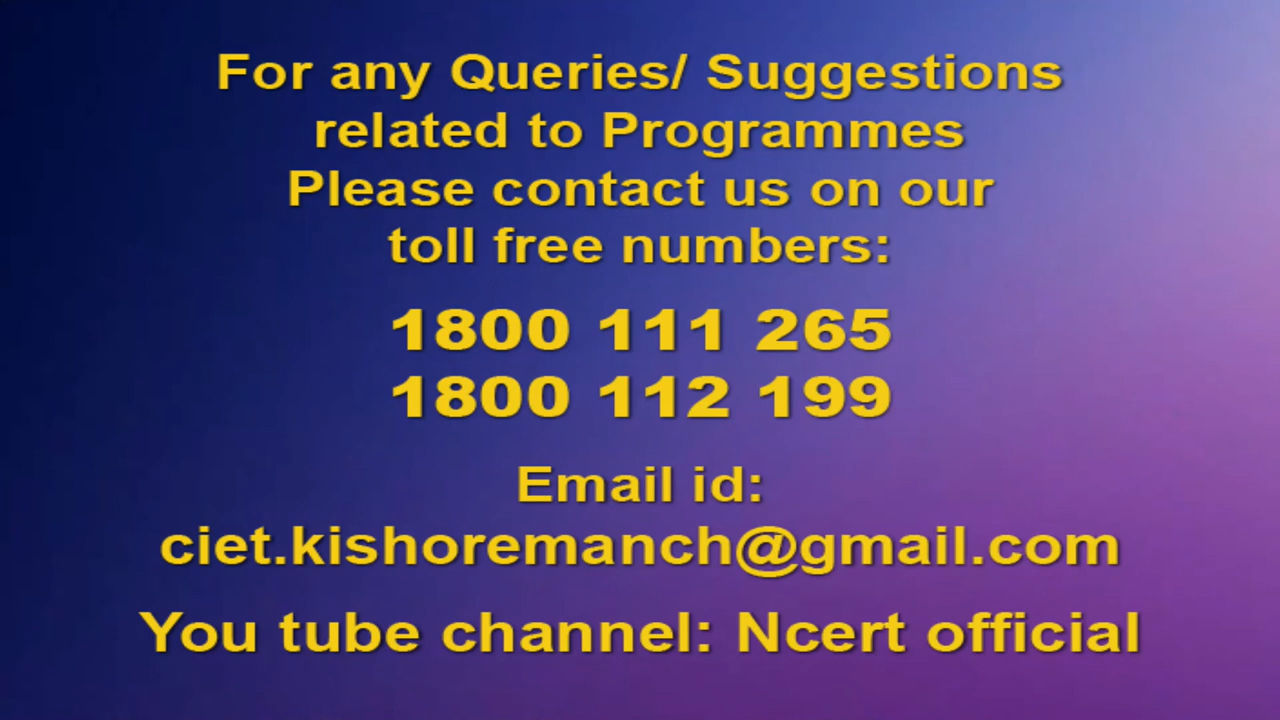 For any Queries/ Suggestions
related to Programmes
Please contact us on our
toll free numbers:
1800 111 265
1800 112 199
Email id:
ciet.kishoremanch@gmail.com
You tube channel: Ncert official